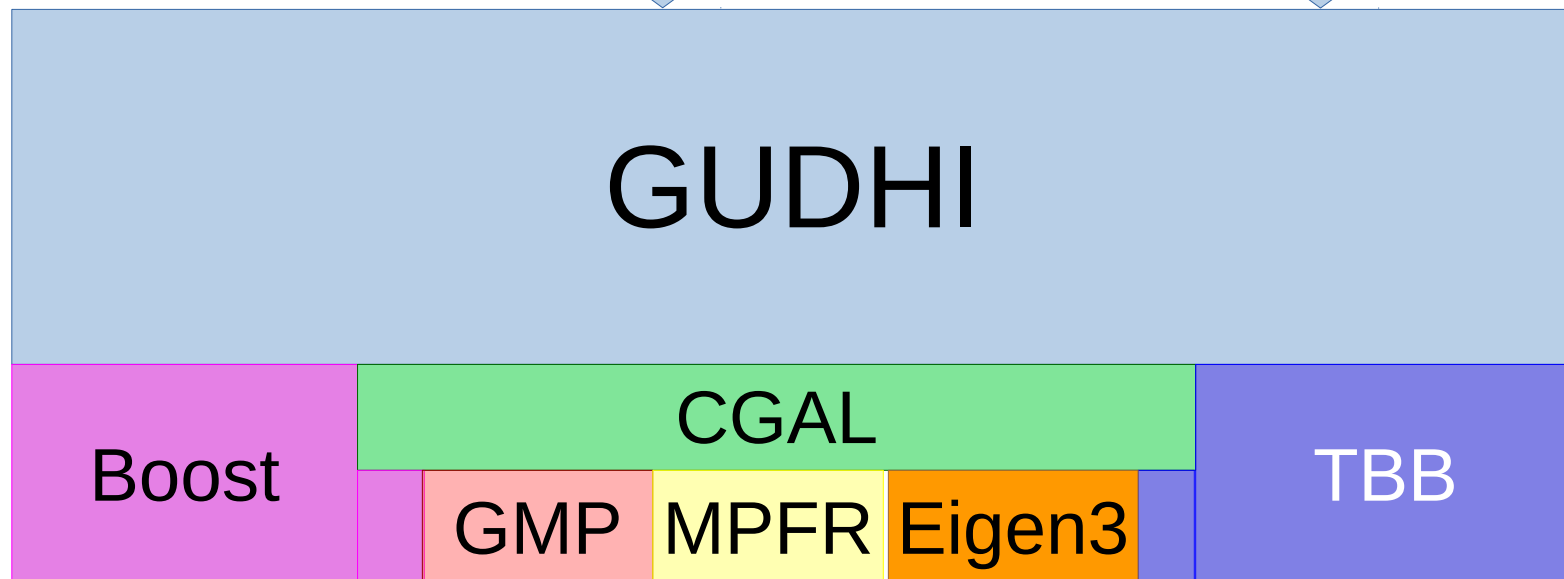 GUDHI
CGAL
Boost
TBB
GMP
MPFR
Eigen3